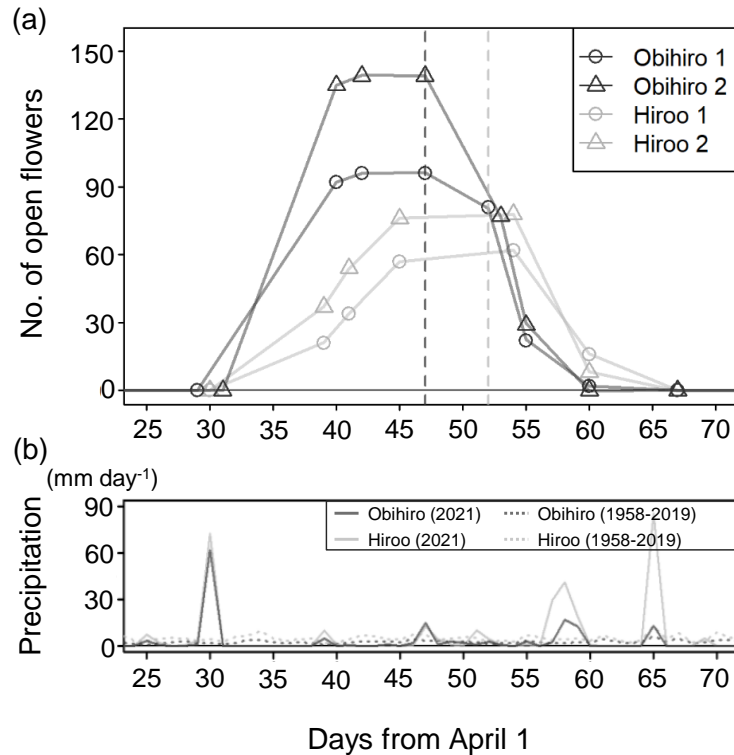 (a)
150
120
90
60
30
0
No. of open flowers
Obihiro 1
Obihiro 2
Hiroo 1
Hiroo 2
25 30 35 40 45 50 55 60 65 70
(b)
(mm day-1)
90
60
30
0
Precipitation
Obihiro (2021) Obihiro (1958-2019)
Hiroo (2021) Hiroo (1958-2019)
25 30 35 40 45 50 55 60 65 70
Days from April 1